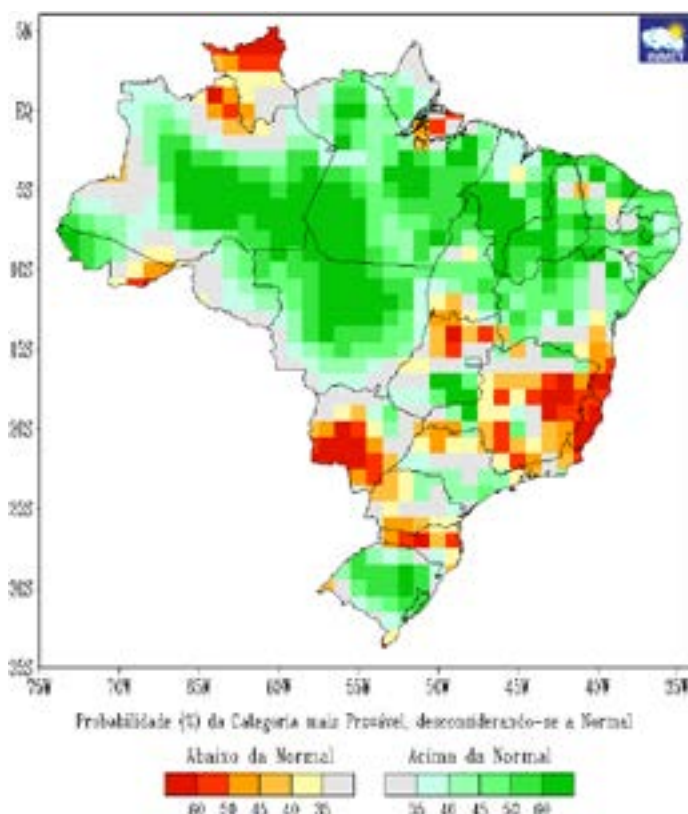 5N
EQ
5S
10S
15S
20S
25S
30S
35S
75W 70W 65W 60W 55W 50W 45W 40W 35W
Probabilidade (%) da Categoria mais Provável, desconsiderando-se a Normal
Abaixo da Normal Acima da Normal
60 50 45 40 35 35 40 45 50 60